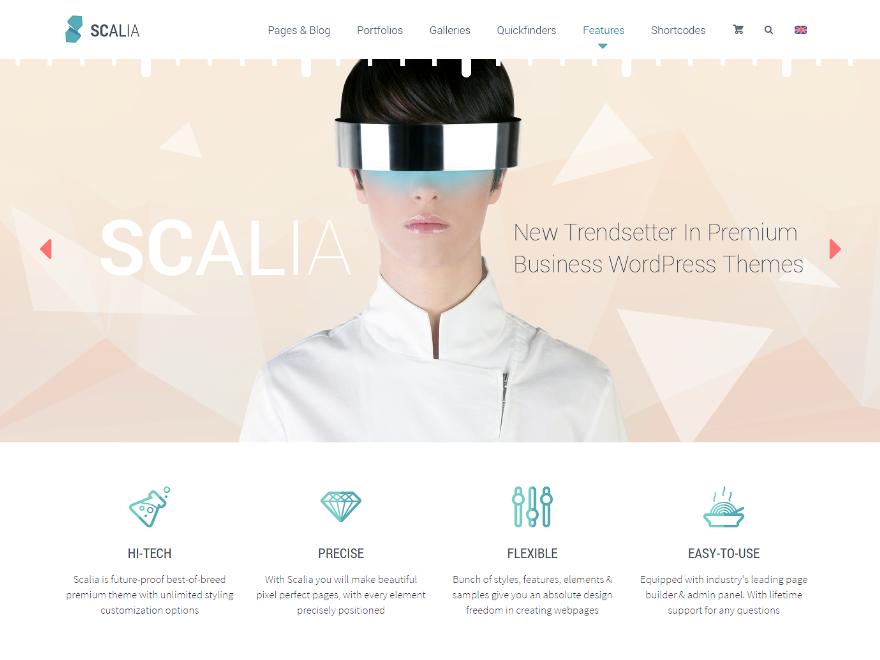 SCALIA
Pages & Blog Portfolios Galleries Quickfinders Features Shortcodes
SCALIA
New Trendsetter In Premium
Business WordPress Themes
HI-TECH
Scalia is future-proof best-of-breed
premium theme with unlimited styling
customization options
PRECISE
With Scalia you will make beautiful
pixel perfect pages, with every element
precisely positioned
FLEXIBLE
Bunch of styles, features, elements &
samples give you an absolute design
freedom in creating webpages
EASY-TO-USE
Equipped with industry's leading page
builder & admin panel. With lifetime
support for any questions